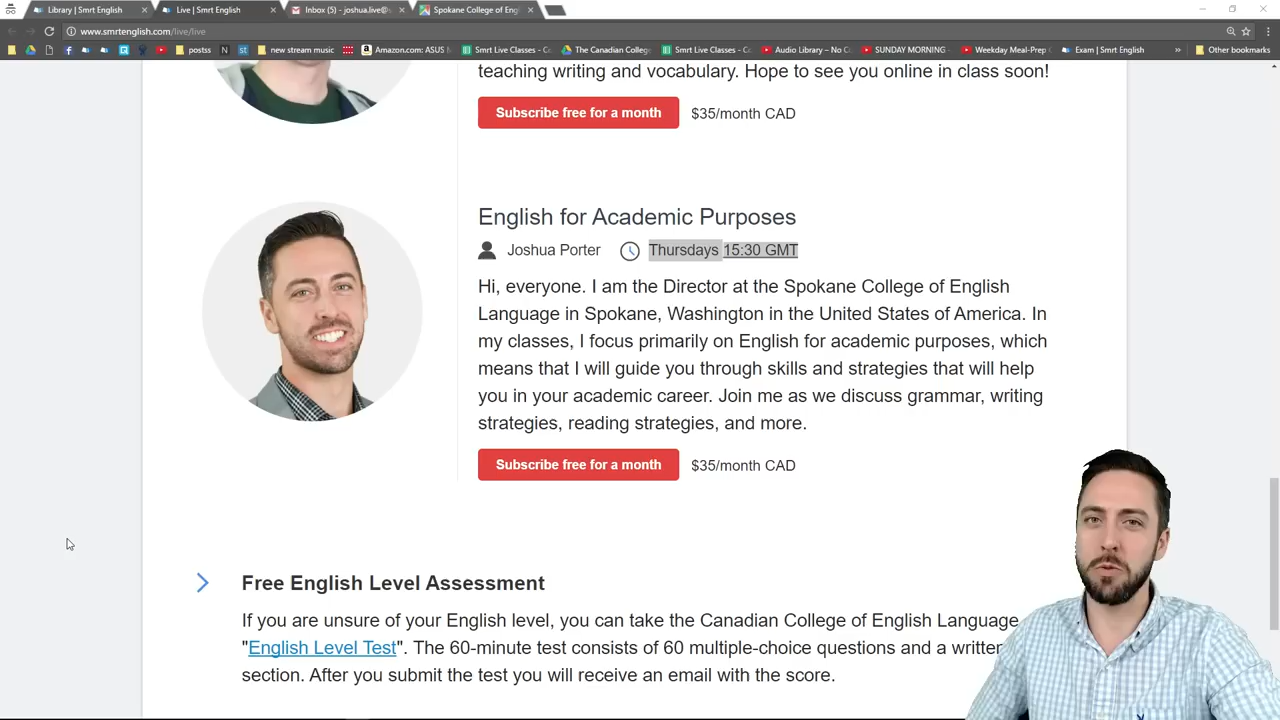 Library | Smrt English
Live | Smrt English
Inbox (5) - joshua.live@s
Spokane College of Eng
www.smrtenglish.com/live/live
postss
new stream music
Amazon.com: ASUS M
Smrt Live Classes - Co
The Canadian College
Smrt Live Classes - Co
Audio Library – No C
SUNDAY MORNING -
Weekday Meal-Prep
Exam | Smrt English
»
Other bookmarks
teaching writing and vocabulary. Hope to see you online in class soon!
Subscribe free for a month $35/month CAD
English for Academic Purposes
Joshua Porter Thursdays 15:30 GMT
Hi, everyone. I am the Director at the Spokane College of English
Language in Spokane, Washington in the United States of America. In
my classes, I focus primarily on English for academic purposes, which
means that I will guide you through skills and strategies that will help
you in your academic career. Join me as we discuss grammar, writing
strategies, reading strategies, and more.
Subscribe free for a month $35/month CAD
Free English Level Assessment
If you are unsure of your English level, you can take the Canadian College of English Language
"English Level Test". The 60-minute test consists of 60 multiple-choice questions and a written
section. After you submit the test you will receive an email with the score.